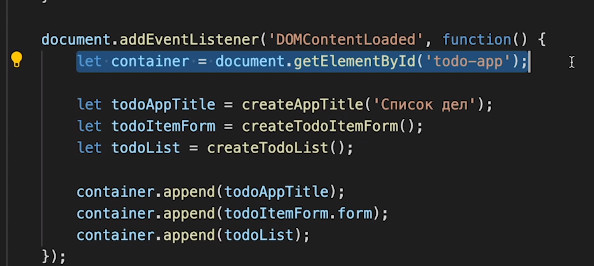 document.addEventListener('DOMContentLoaded', function() {
let container = document.getElementById('todo-app');
let todoAppTitle = createAppTitle('Список дел');
let todoItemForm = createTodoItemForm();
let todoList = createTodoList();
container.append(todoAppTitle);
container.append(todoItemForm.form);
container.append(todoList);
});